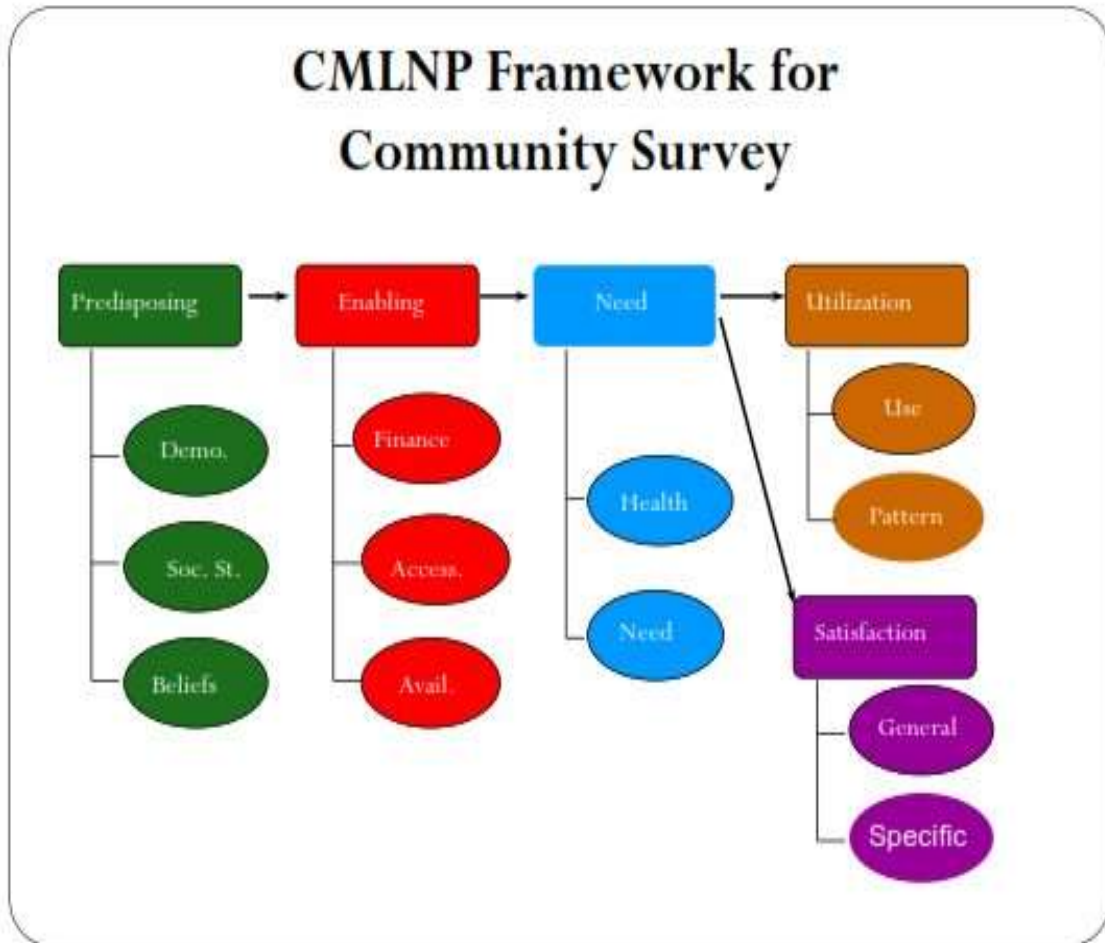 CMLNP Framework for
Community Survey
Predisposing
Enabling
Need
Utilization
Demo.
Soc. St.
Beliefs
Finance
Access.
Avail.
Health
Need
Use
Pattern
Satisfaction
General
Specific